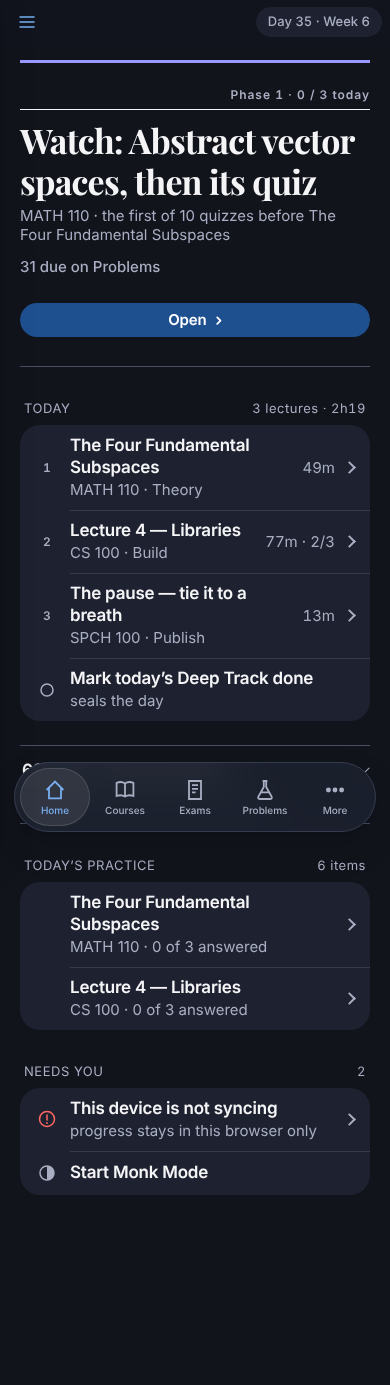 Day 35 · Week 6
Phase 1 · 0 / 3 today
Watch: Abstract vector
spaces, then its quiz
MATH 110 · the first of 10 quizzes before The
Four Fundamental Subspaces
31 due on Problems
Open
TODAY
3 lectures · 2h19
1
The Four Fundamental
Subspaces
49m
MATH 110 · Theory
2
Lecture 4 — Libraries
77m · 2/3
CS 100 · Build
3
The pause — tie it to a
breath
13m
SPCH 100 · Publish
Mark today’s Deep Track done
seals the day
Home
Courses
Exams
Problems
More
TODAY’S PRACTICE
6 items
The Four Fundamental
Subspaces
MATH 110 · 0 of 3 answered
Lecture 4 — Libraries
CS 100 · 0 of 3 answered
NEEDS YOU
2
This device is not syncing
progress stays in this browser only
Start Monk Mode